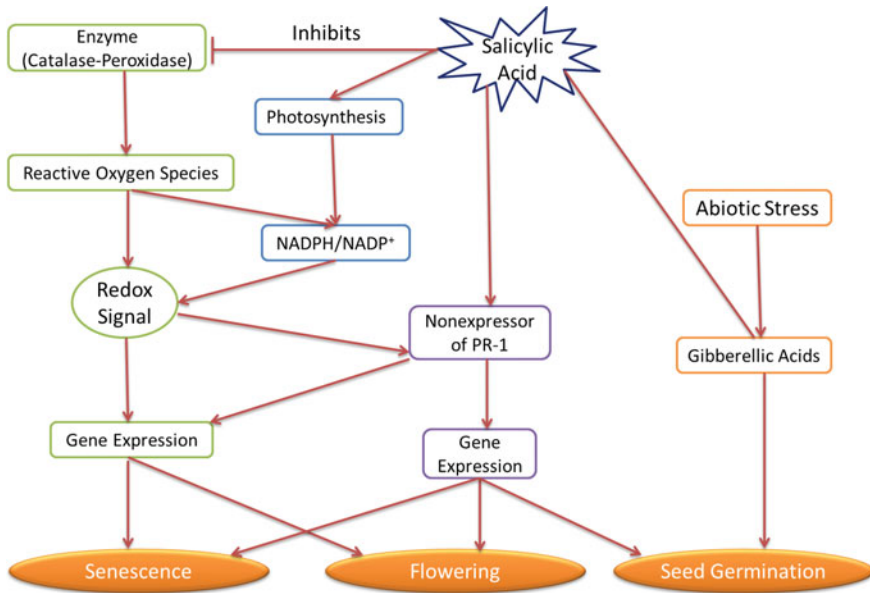 Enzyme
(Catalase-Peroxidase)
Inhibits
Salicylic
Acid
Photosynthesis
Reactive Oxygen Species
Abiotic Stress
NADPH/NADP⁺
Redox
Signal
Nonexpressor
of PR-1
Gibberellic Acids
Gene Expression
Gene
Expression
Senescence
Flowering
Seed Germination